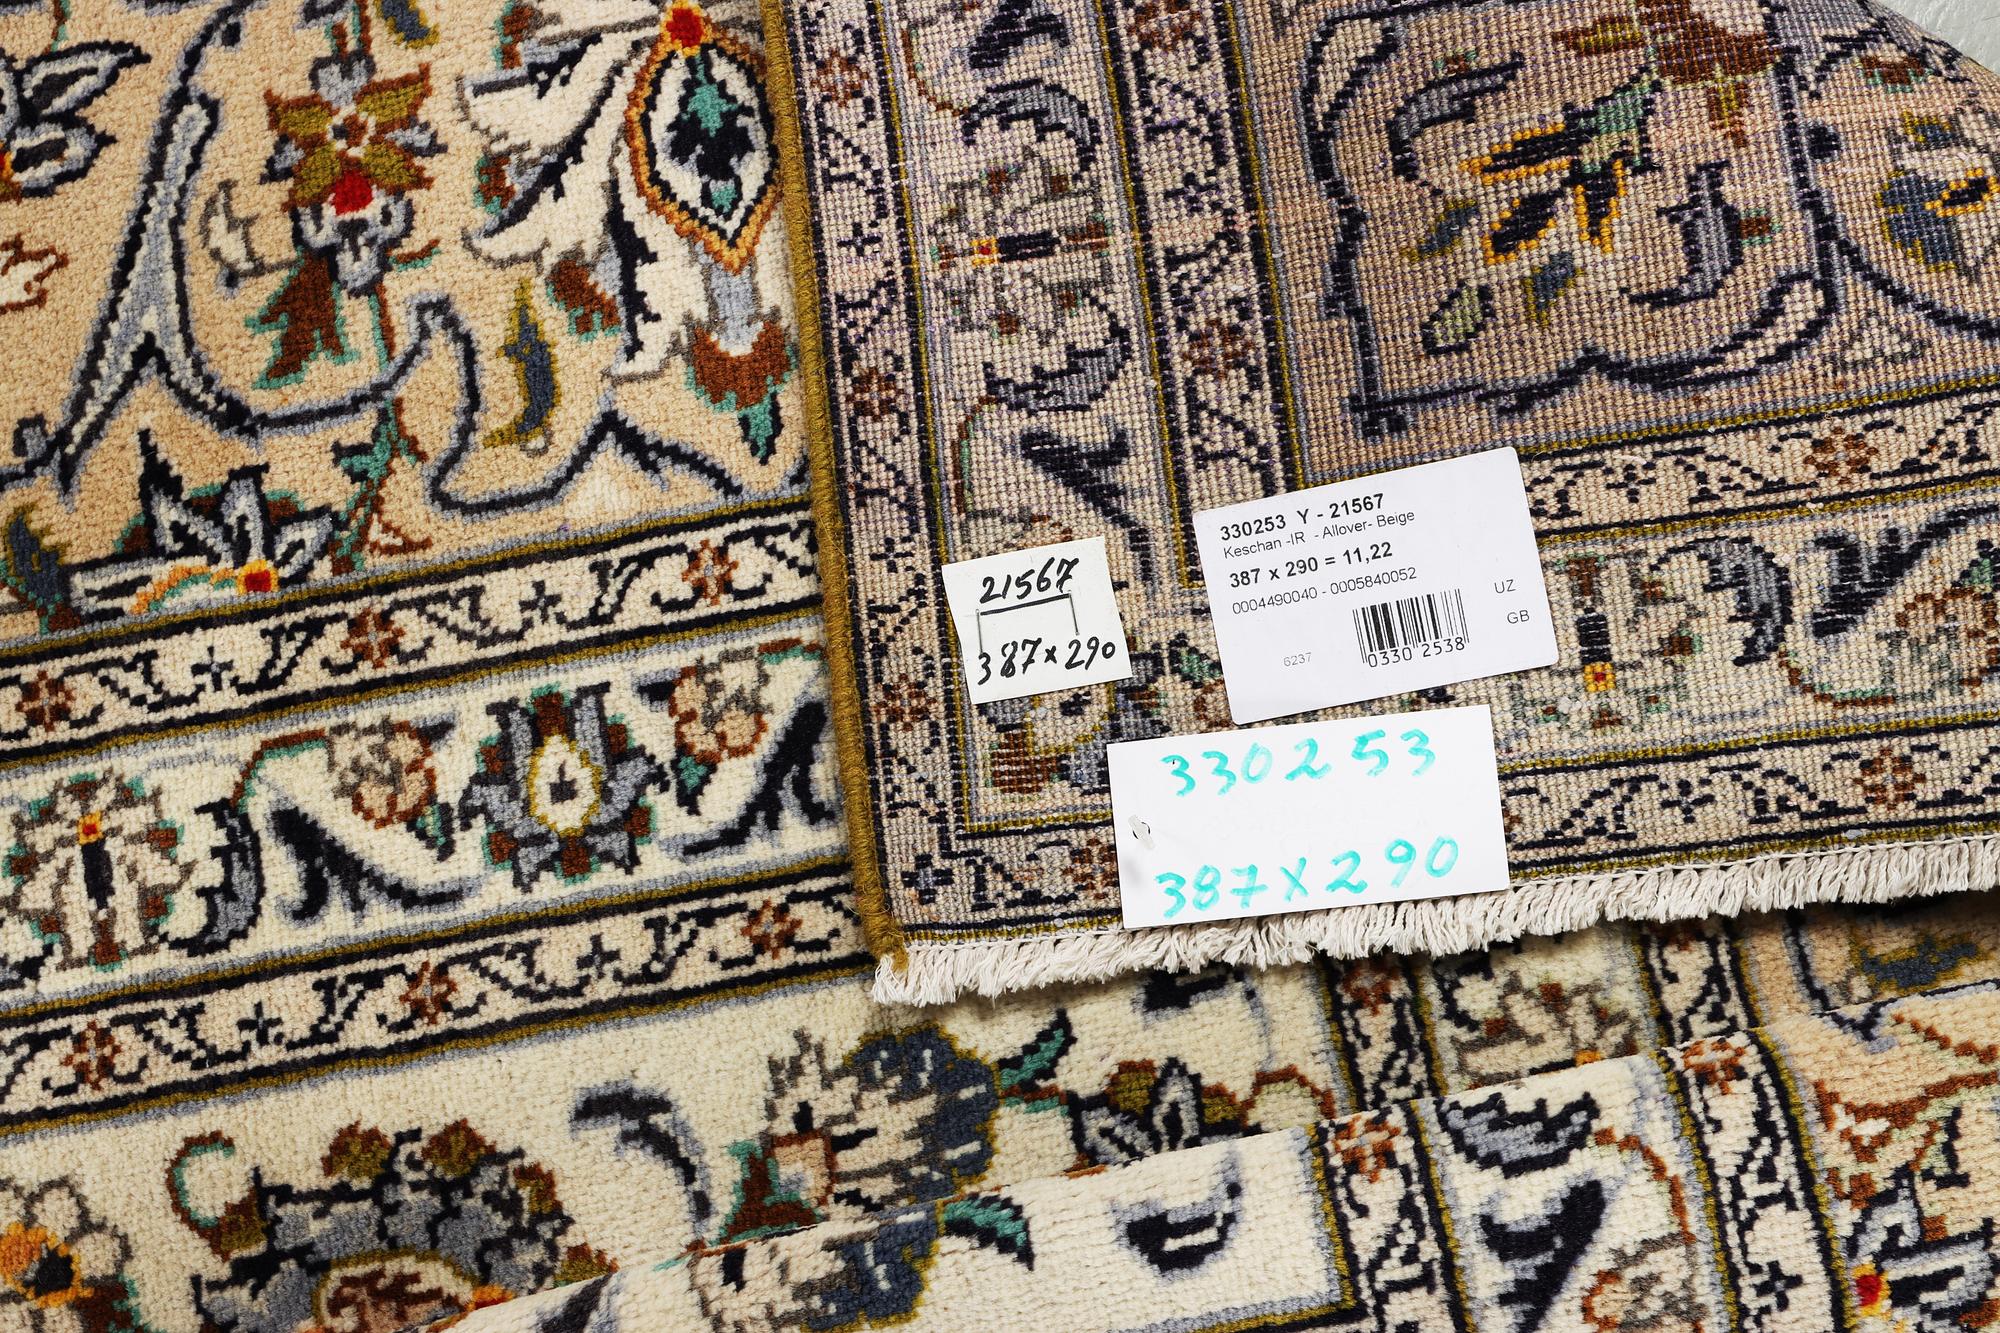 330253 Y - 21567
Keschan -IR - Allover- Beige
387 x 290 = 11,22
0004490040 - 0005840052
UZ
GB
6237
0330 2538
21567
387x290
330253
387X290